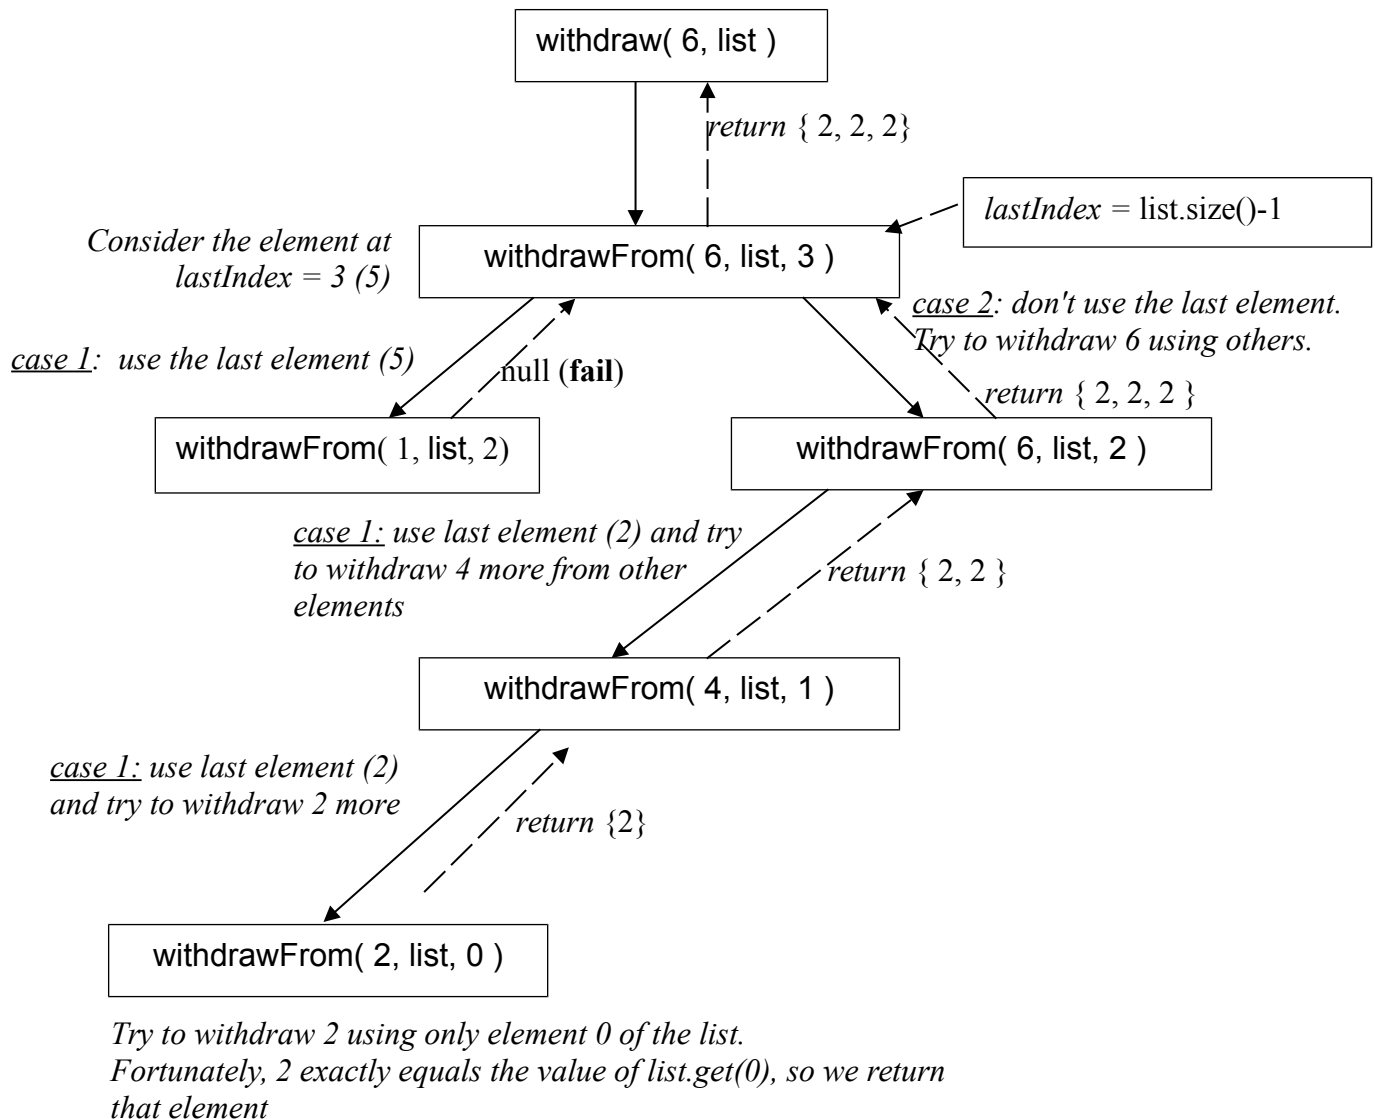 withdraw( 6, list )
return { 2, 2, 2}
lastIndex = list.size()-1
Consider the element at
lastIndex = 3 (5)
withdrawFrom( 6, list, 3 )
case 2: don't use the last element.
Try to withdraw 6 using others.
case 1:  use the last element (5)
null (fail)
return { 2, 2, 2 }
withdrawFrom( 1, list, 2)
withdrawFrom( 6, list, 2 )
case 1: use last element (2) and try
to withdraw 4 more from other
elements
return { 2, 2 }
withdrawFrom( 4, list, 1 )
case 1: use last element (2)
and try to withdraw 2 more
return {2}
withdrawFrom( 2, list, 0 )
Try to withdraw 2 using only element 0 of the list.
Fortunately, 2 exactly equals the value of list.get(0), so we return
that element